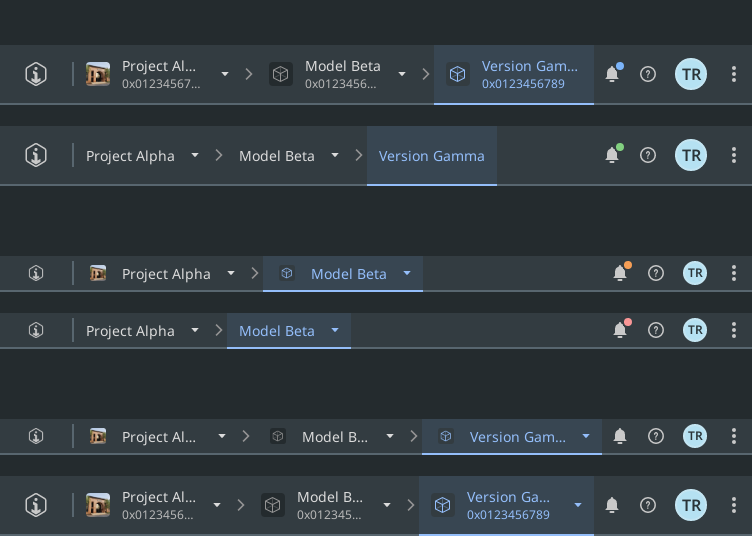 Project Al... Model Beta Version Gam... TR
0x01234567... 0x0123456... 0x0123456789
Project Alpha Model Beta Version Gamma TR
Project Alpha Model Beta TR
Project Alpha Model Beta TR
Project Al... Model B... Version Gam... TR
Project Al... Model B... Version Ga... TR
0x0123456... 0x012345... 0x0123456789